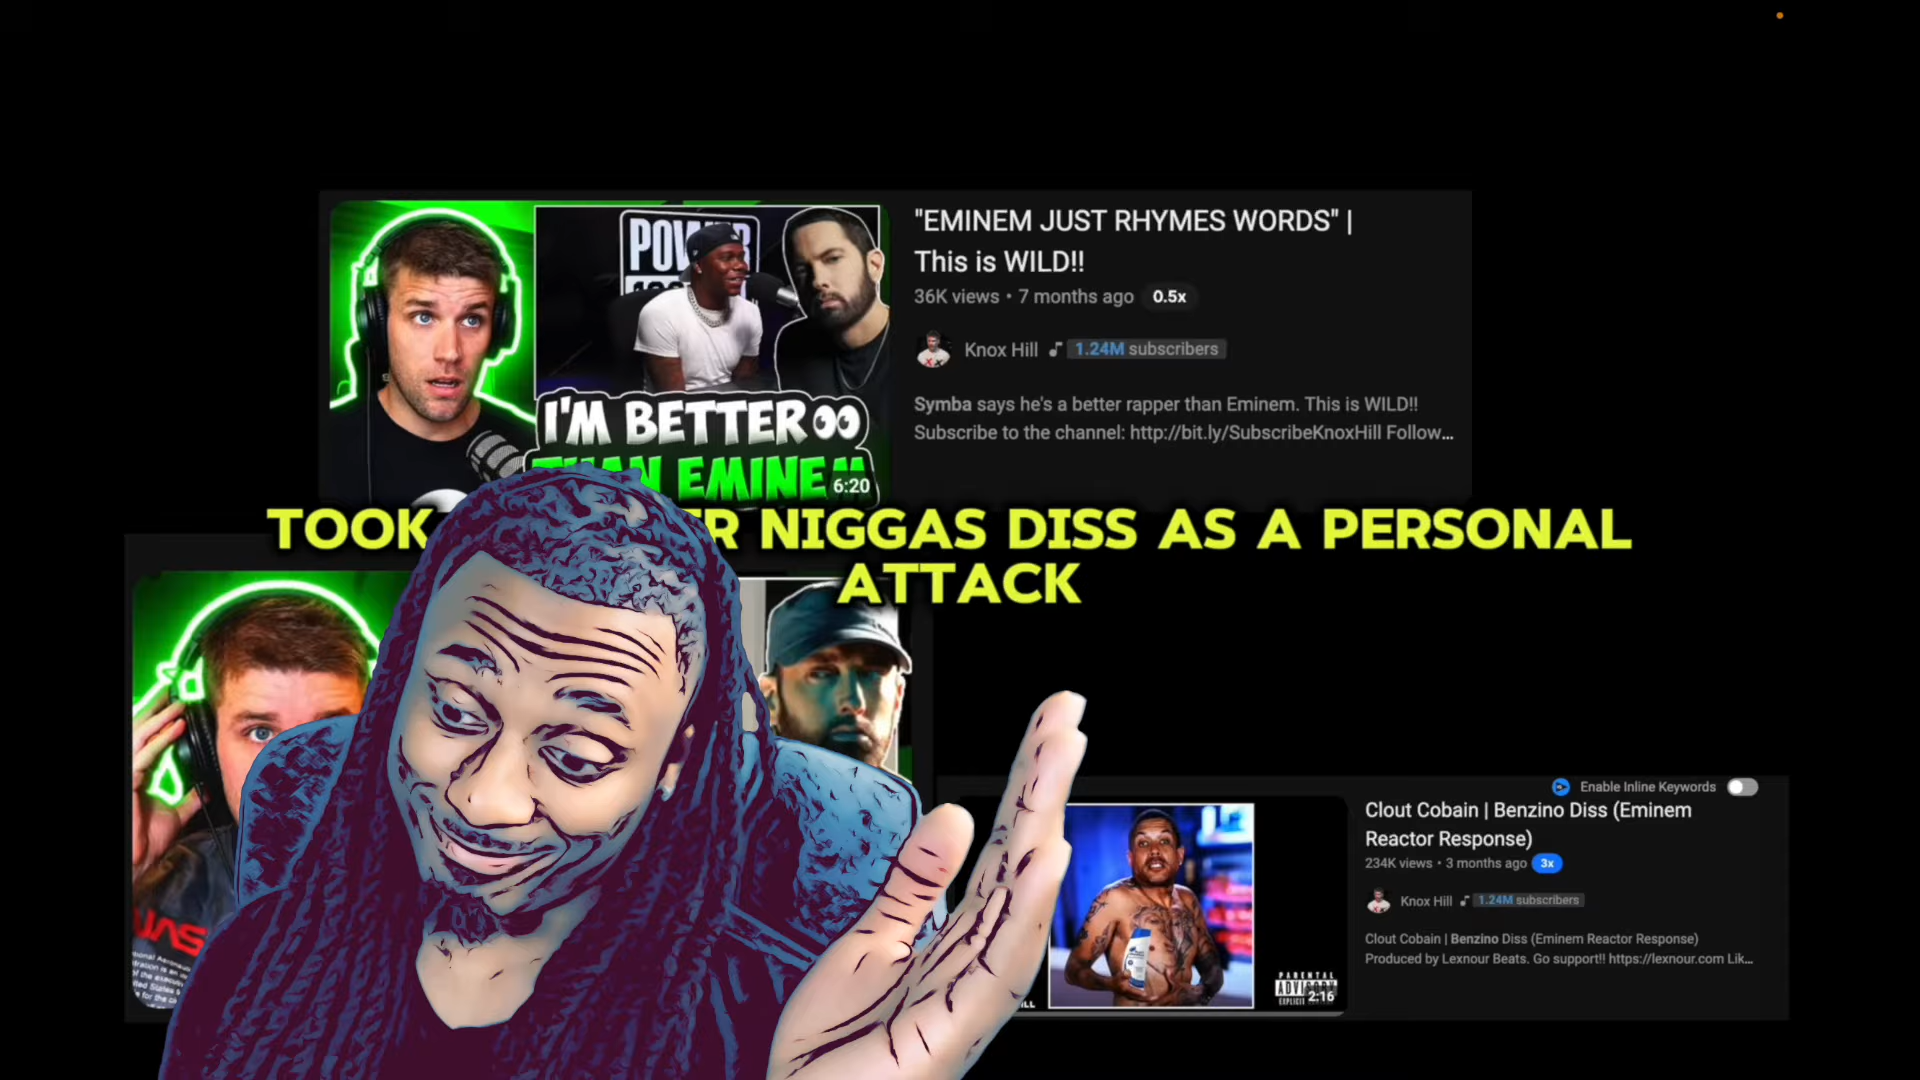 "EMINEM JUST RHYMES WORDS" |
This is WILD!!
36K views • 7 months ago 0.5x
Knox Hill 1.24M subscribers
Symba says he's a better rapper than Eminem. This is WILD!!
Subscribe to the channel: http://bit.ly/SubscribeKnoxHill Follow...
I'M BETTER
EMINEM
6:20
TOOK NIGGAS DISS AS A PERSONAL
ATTACK
Enable Inline Keywords
Clout Cobain | Benzino Diss (Eminem
Reactor Response)
234K views • 3 months ago 3x
Knox Hill 1.24M subscribers
Clout Cobain | Benzino Diss (Eminem Reactor Response)
Produced by Lexnour Beats. Go support!! https://lexnour.com Lik...
PARENTAL
ADVISORY
EXPLICIT
2:16